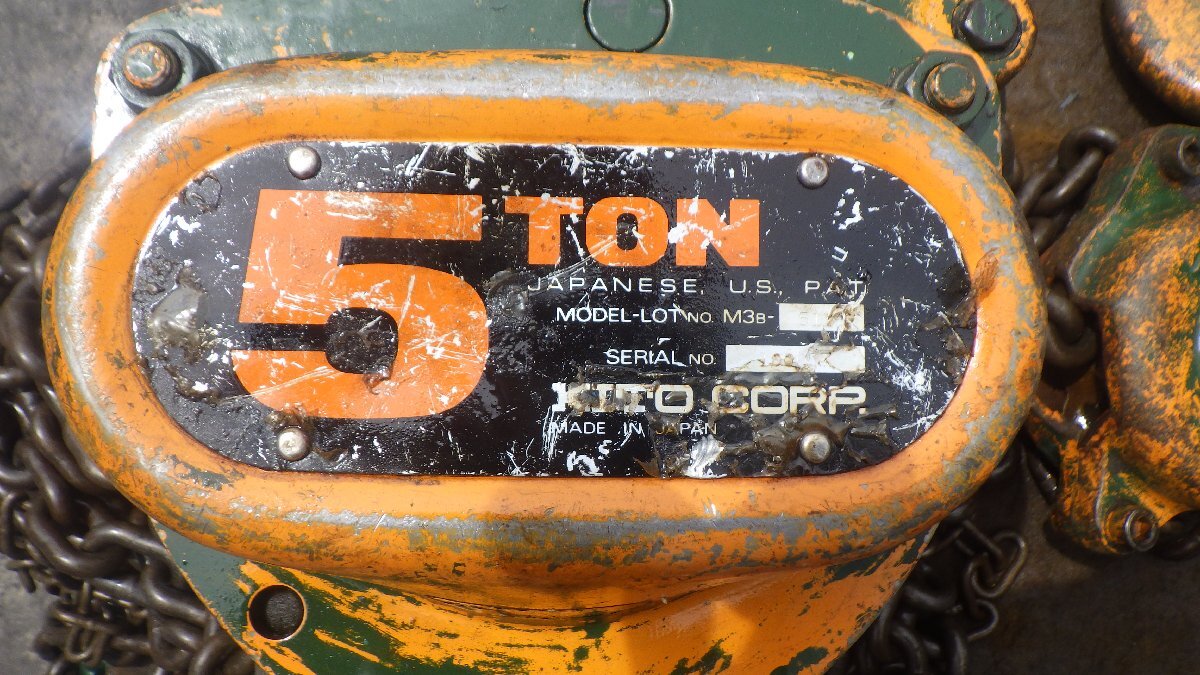 5 TON
JAPANESE, U.S., PAT.
MODEL-LOT NO. M3B-
SERIAL NO.
KITO CORP.
MADE IN JAPAN